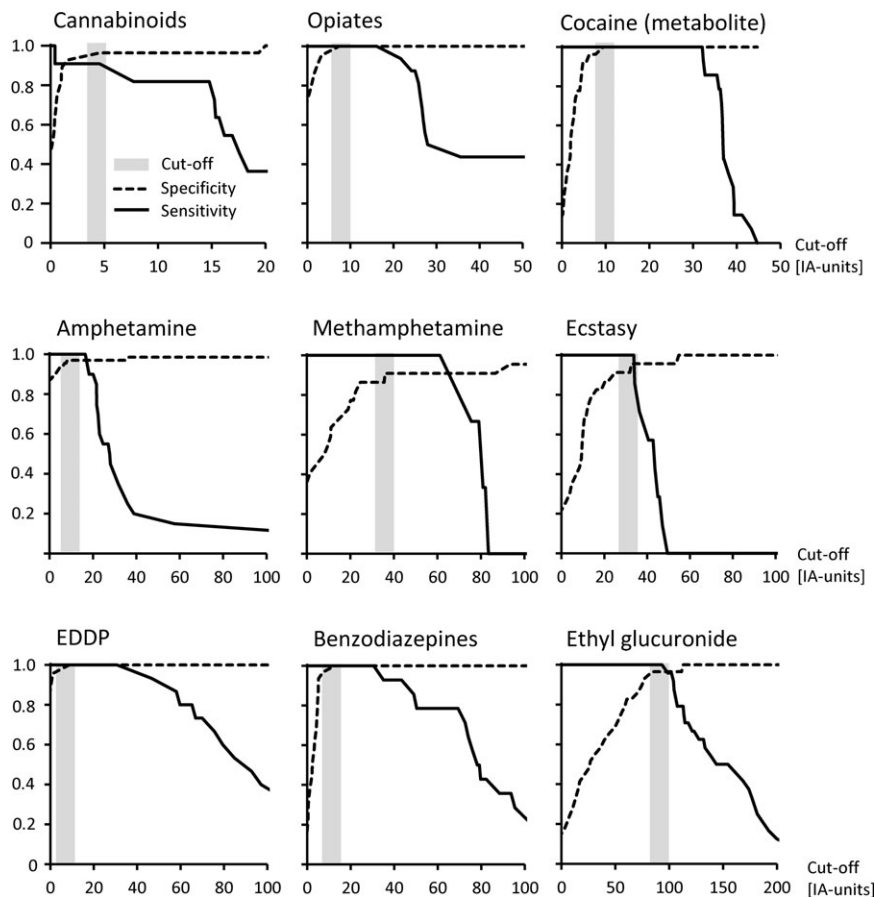 Cannabinoids
Opiates
Cocaine (metabolite)
1.0
0.8
0.6
0.4
0.2
0
Cut-off
Specificity
Sensitivity
0 5 10 15 20
0 10 20 30 40 50
0 10 20 30 40 50
Cut-off
[IA-units]
Amphetamine
Methamphetamine
Ecstasy
1.0
0.8
0.6
0.4
0.2
0 20 40 60 80 100
0 20 40 60 80 100
0 20 40 60 80 100
Cut-off
[IA-units]
EDDP
Benzodiazepines
Ethyl glucuronide
1.0
0.8
0.6
0.4
0.2
0
0 20 40 60 80 100
0 20 40 60 80 100
0 50 100 150 200
Cut-off
[IA-units]